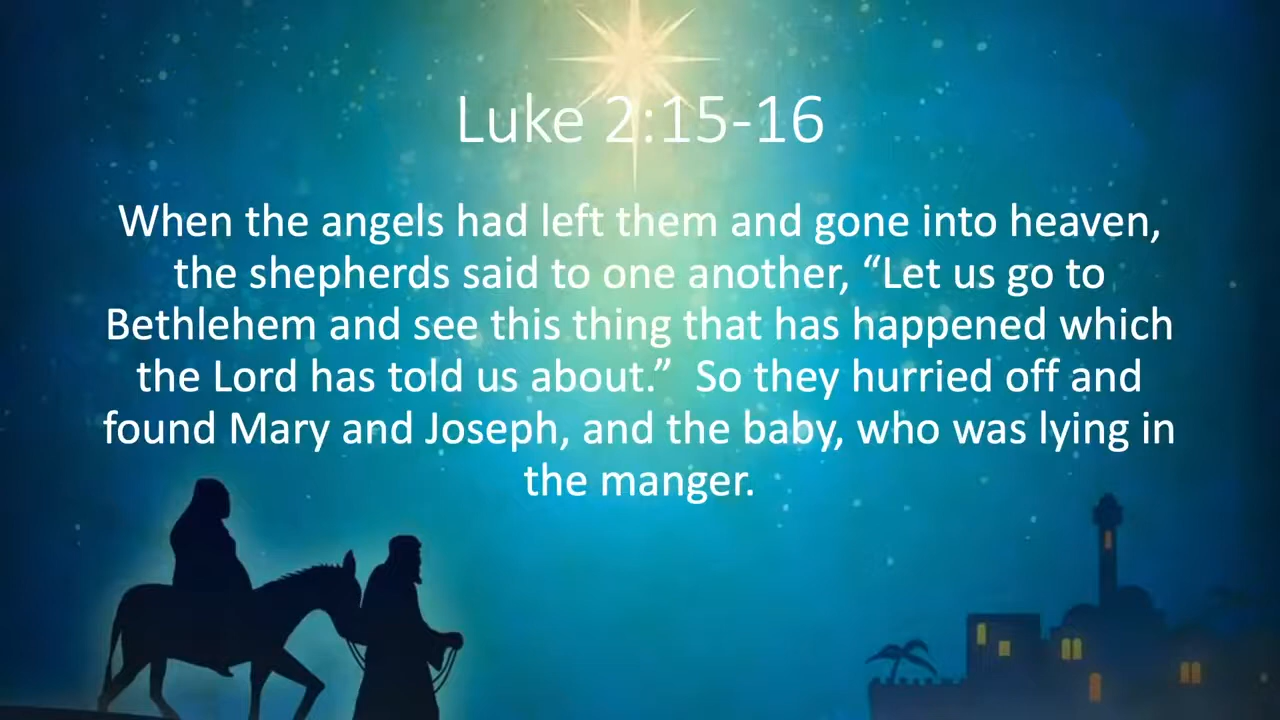 Luke 2:15-16
When the angels had left them and gone into heaven,
the shepherds said to one another, “Let us go to
Bethlehem and see this thing that has happened which
the Lord has told us about.”  So they hurried off and
found Mary and Joseph, and the baby, who was lying in
the manger.